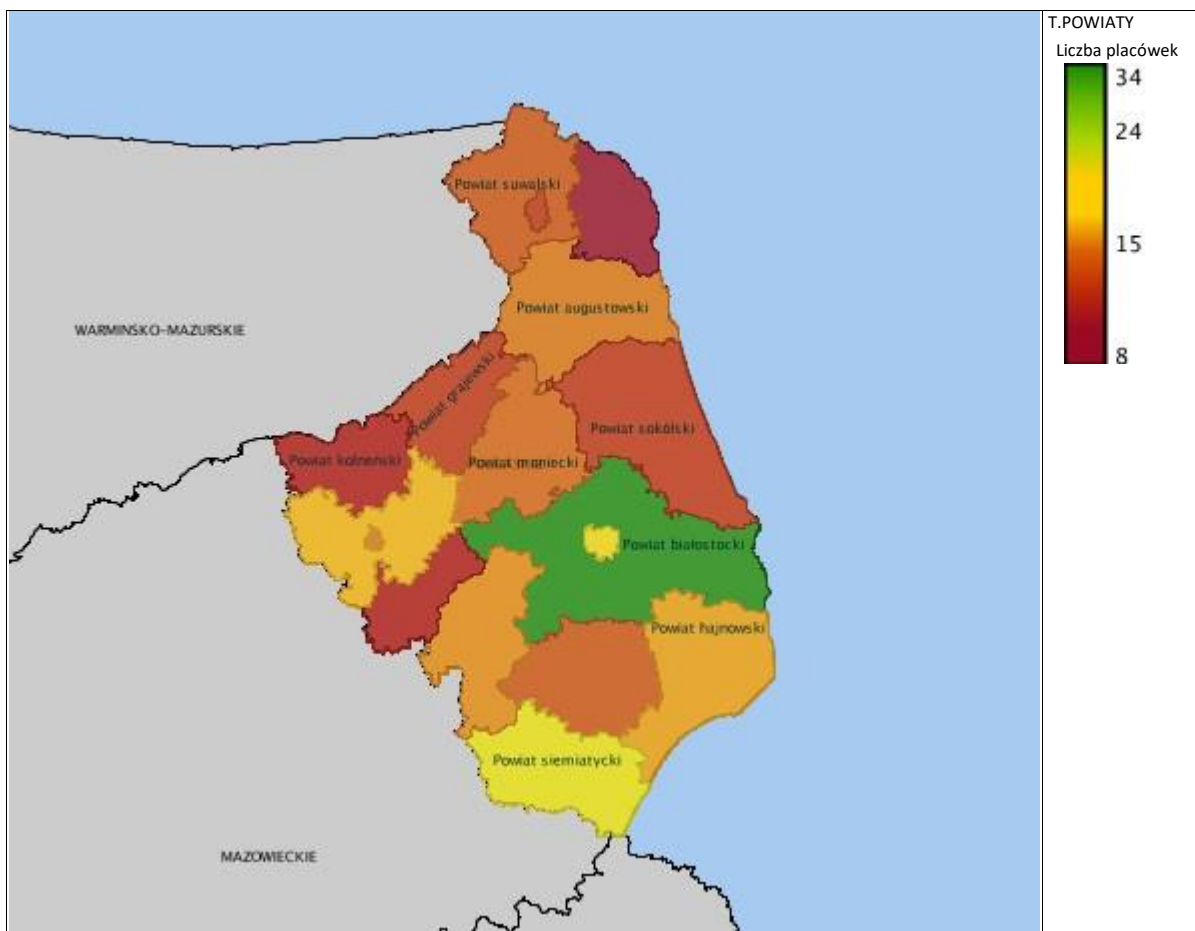 T.POWIATY
Liczba placówek
34
24
15
8
Powiat suwalski
Powiat augustowski
WARMIŃSKO-MAZURSKIE
Powiat grajewski
Powiat sokólski
Powiat kolneński
Powiat moniecki
Powiat białostocki
Powiat hajnowski
Powiat siemiatycki
MAZOWIECKIE